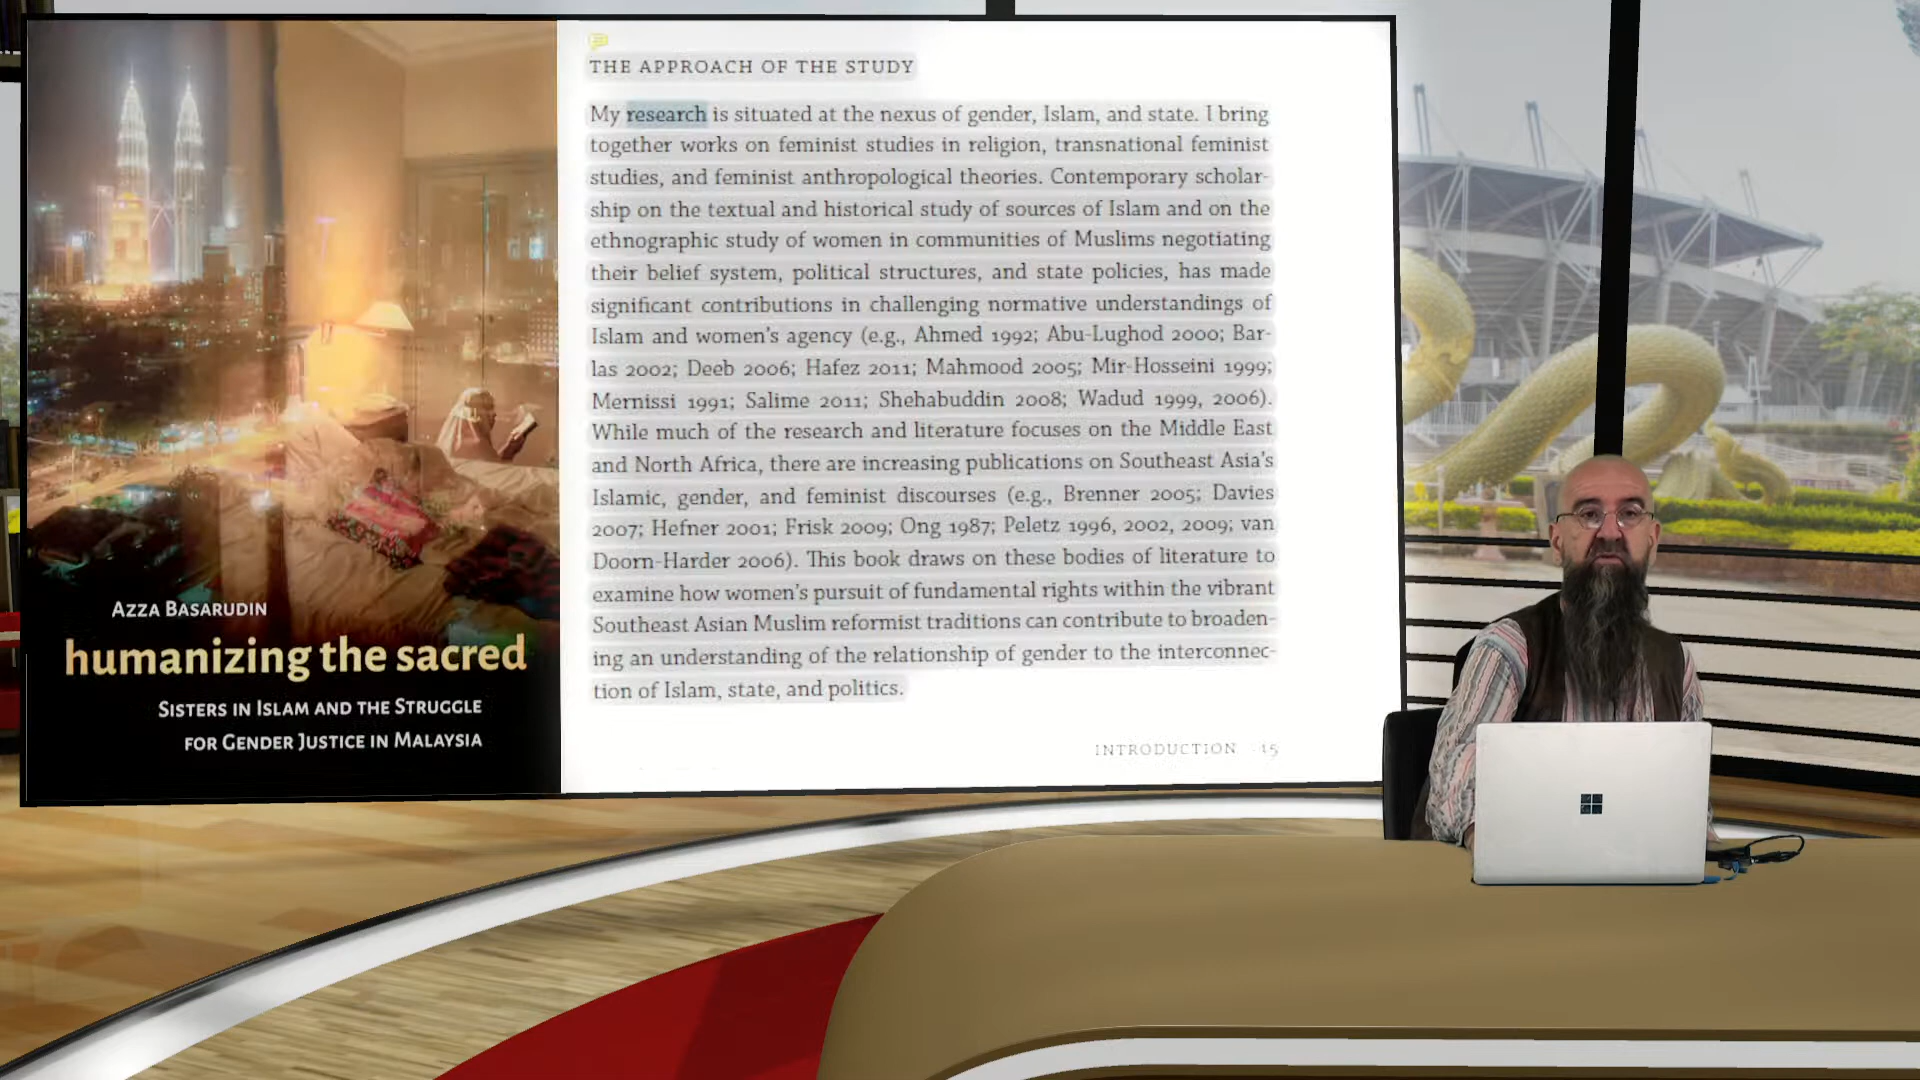 AZZA BASARUDIN
humanizing the sacred
SISTERS IN ISLAM AND THE STRUGGLE
FOR GENDER JUSTICE IN MALAYSIA
THE APPROACH OF THE STUDY
My research is situated at the nexus of gender, Islam, and state. I bring
together works on feminist studies in religion, transnational feminist
studies, and feminist anthropological theories. Contemporary scholar-
ship on the textual and historical study of sources of Islam and on the
ethnographic study of women in communities of Muslims negotiating
their belief system, political structures, and state policies, has made
significant contributions in challenging normative understandings of
Islam and women's agency (e.g., Ahmed 1992; Abu-Lughod 2000; Bar-
las 2002; Deeb 2006; Hafez 2011; Mahmood 2005; Mir-Hosseini 1999;
Mernissi 1991; Salime 2011; Shehabuddin 2008; Wadud 1999, 2006).
While much of the research and literature focuses on the Middle East
and North Africa, there are increasing publications on Southeast Asia's
Islamic, gender, and feminist discourses (e.g., Brenner 2005; Davies
2007; Hefner 2001; Frisk 2009; Ong 1987; Peletz 1996, 2002, 2009; van
Doorn-Harder 2006). This book draws on these bodies of literature to
examine how women's pursuit of fundamental rights within the vibrant
Southeast Asian Muslim reformist traditions can contribute to broaden-
ing an understanding of the relationship of gender to the interconnec-
tion of Islam, state, and politics.
INTRODUCTION · 15